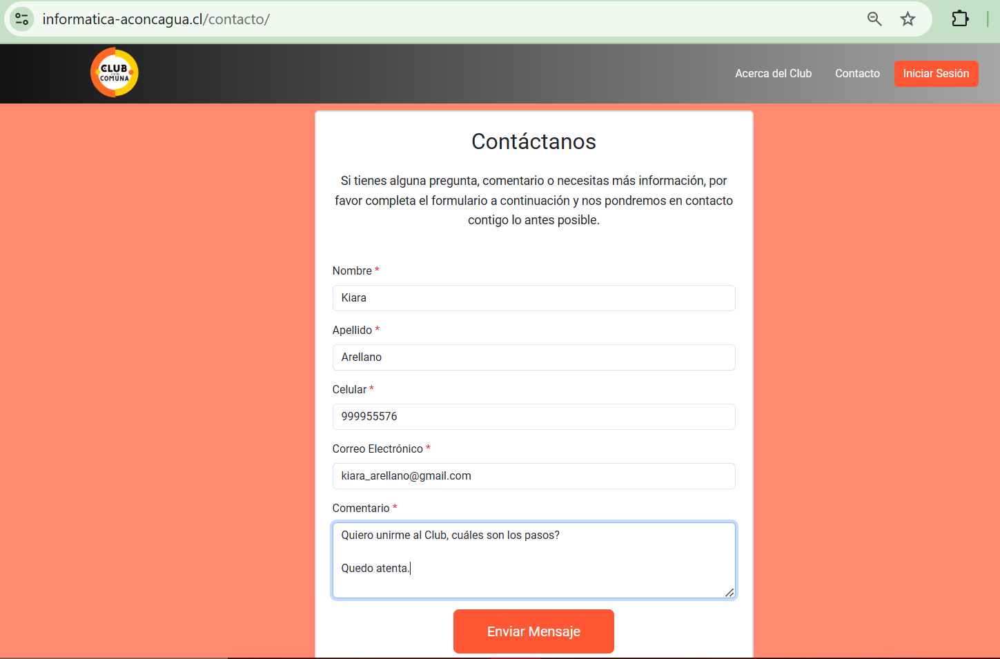 informatica-aconcagua.cl/contacto/
CLUB
COMUNA
Acerca del Club
Contacto
Iniciar Sesión
Contáctanos
Si tienes alguna pregunta, comentario o necesitas más información, por
favor completa el formulario a continuación y nos pondremos en contacto
contigo lo antes posible.
Nombre *
Kiara
Apellido *
Arellano
Celular *
999955576
Correo Electrónico *
kiara_arellano@gmail.com
Comentario *
Quiero unirme al Club, cuáles son los pasos?
Quedo atenta.
Enviar Mensaje